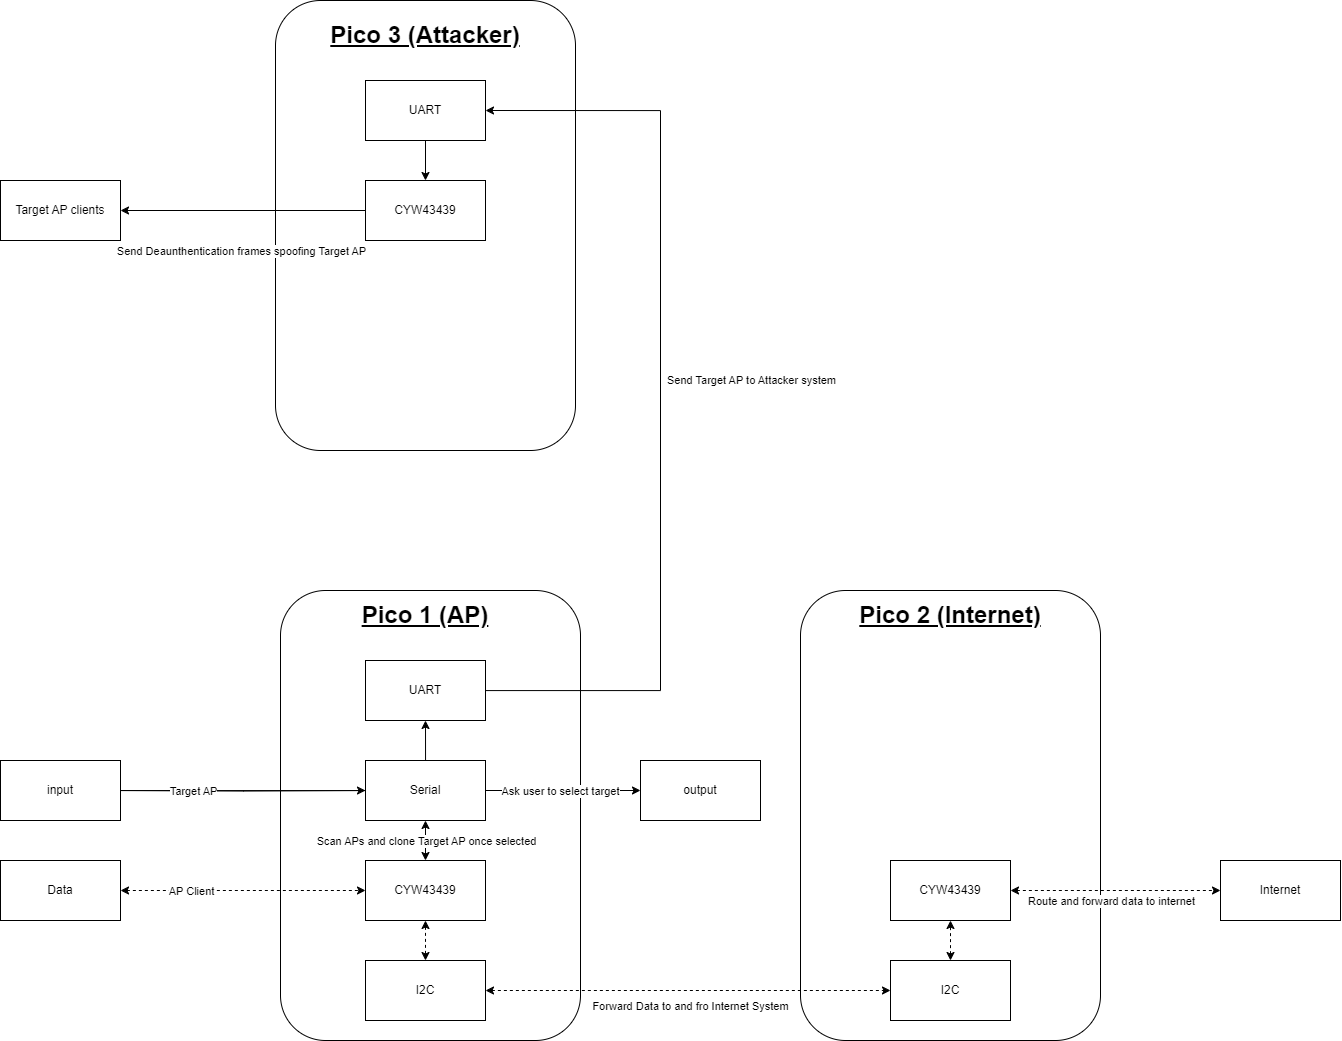 Pico 3 (Attacker)
UART
Target AP clients
CYW43439
Send Deaunthentication frames spoofing Target AP
Send Target AP to Attacker system
Pico 1 (AP)
Pico 2 (Internet)
UART
input
Target AP
Serial
Ask user to select target
output
Scan APs and clone Target AP once selected
Data
AP Client
CYW43439
CYW43439
Internet
Route and forward data to internet
I2C
I2C
Forward Data to and fro Internet System